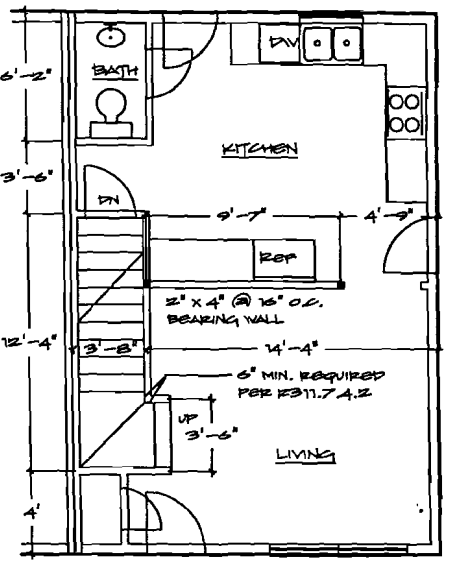 DW
6'-2"
BATH
KITCHEN
3'-6"
DN
9'-7"
4'-9"
REF
2" X 4" @ 16" O.C.
BEARING WALL
12'-4"
3'-8"
14'-4"
6" MIN. REQUIRED
PER R311.7.4.2
UP
3'-6"
LIVING
4'